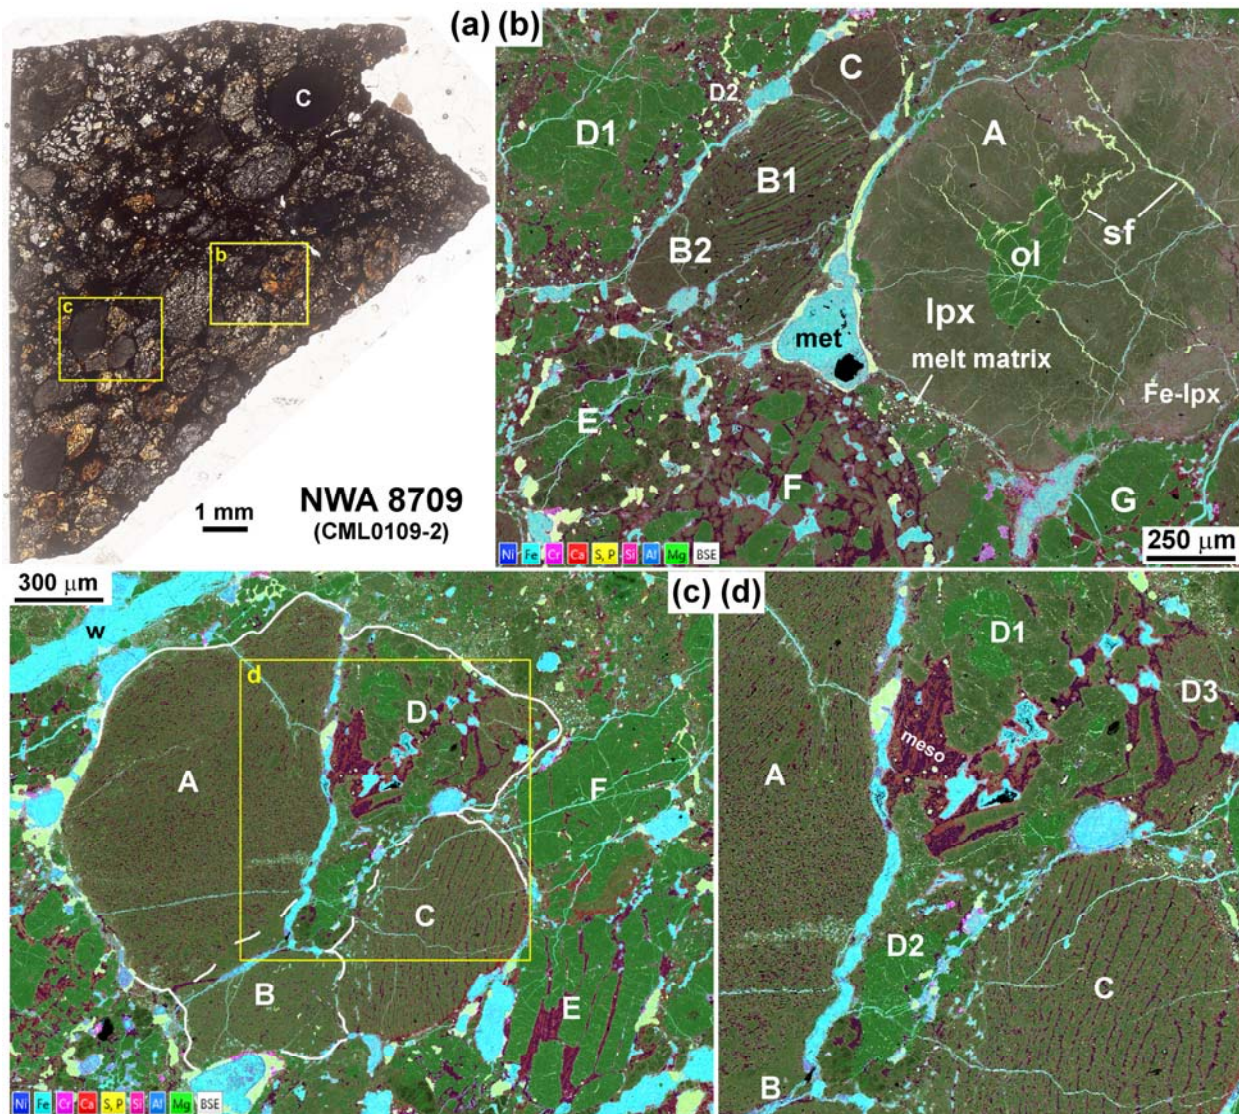 (a) (b)
C
b
c
1 mm
NWA 8709
(CML0109-2)
C
D2
D1
A
B1
B2
ol
sf
lpx
met
melt matrix
Fe-lpx
E
F
G
Ni Fe Cr Ca S, P Si Al Mg BSE
250 μm
300 μm
(c) (d)
w
d
D
A
F
C
B
E
Ni Fe Cr Ca S, P Si Al Mg BSE
D1
D3
meso
A
D2
C
B